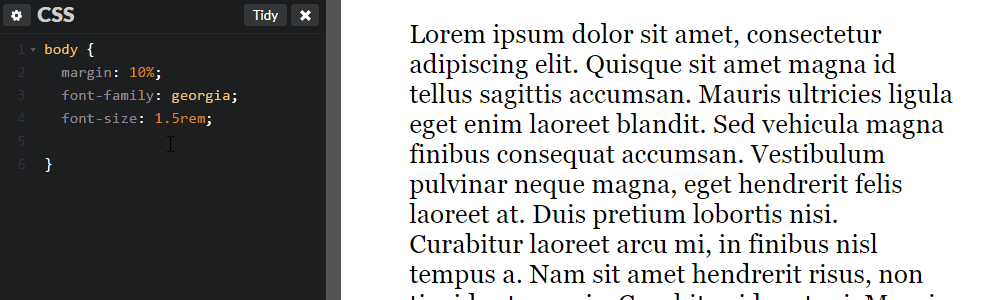 CSS
Tidy
1 body {
2 margin: 10%;
3 font-family: georgia;
4 font-size: 1.5rem;
5
6 }
Lorem ipsum dolor sit amet, consectetur
adipiscing elit. Quisque sit amet magna id
tellus sagittis accumsan. Mauris ultricies ligula
eget enim laoreet blandit. Sed vehicula magna
finibus consequat accumsan. Vestibulum
pulvinar neque magna, eget hendrerit felis
laoreet at. Duis pretium lobortis nisi.
Curabitur laoreet arcu mi, in finibus nisl
tempus a. Nam sit amet hendrerit risus, non